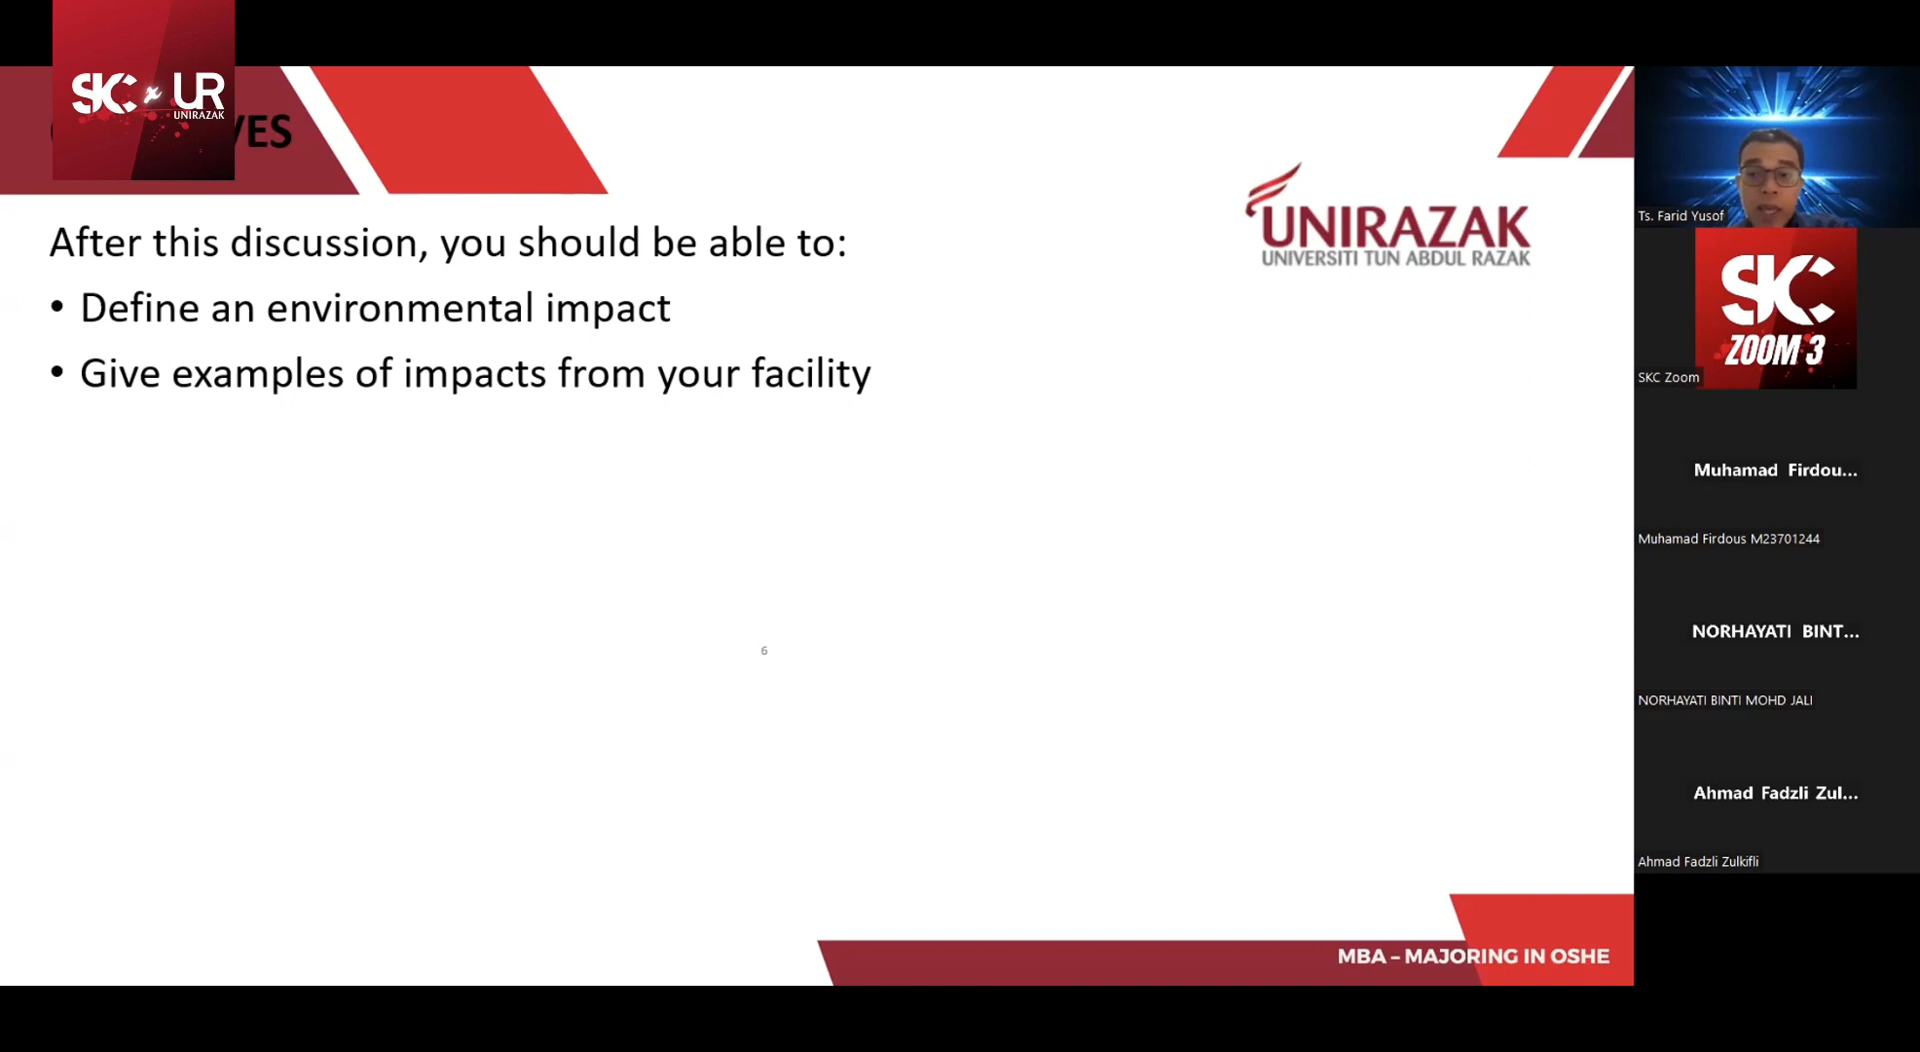 SKC x UR
UNIRAZAK
After this discussion, you should be able to:
• Define an environmental impact
• Give examples of impacts from your facility
6
UNIRAZAK
UNIVERSITI TUN ABDUL RAZAK
MBA – MAJORING IN OSHE
Ts. Farid Yusof
SKC
ZOOM 3
SKC Zoom
Muhamad Firdou...
Muhamad Firdous M23701244
NORHAYATI BINT...
NORHAYATI BINTI MOHD JALI
Ahmad Fadzli Zul...
Ahmad Fadzli Zulkifli